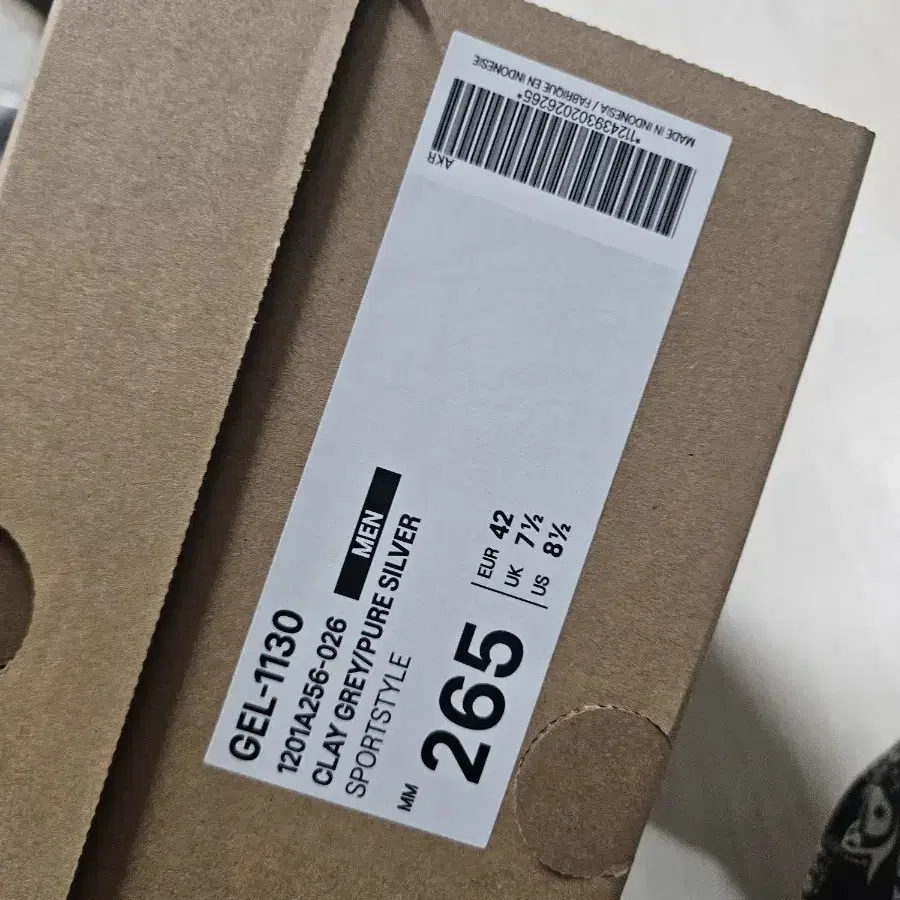 GEL-1130
1201A256-026
MEN
CLAY GREY/PURE SILVER
SPORTSTYLE
MM 265
EUR 42
UK 7½
US 8½
AKR
*11243930202026265*
MADE IN INDONESIA / FABRIQUE EN INDONESIE